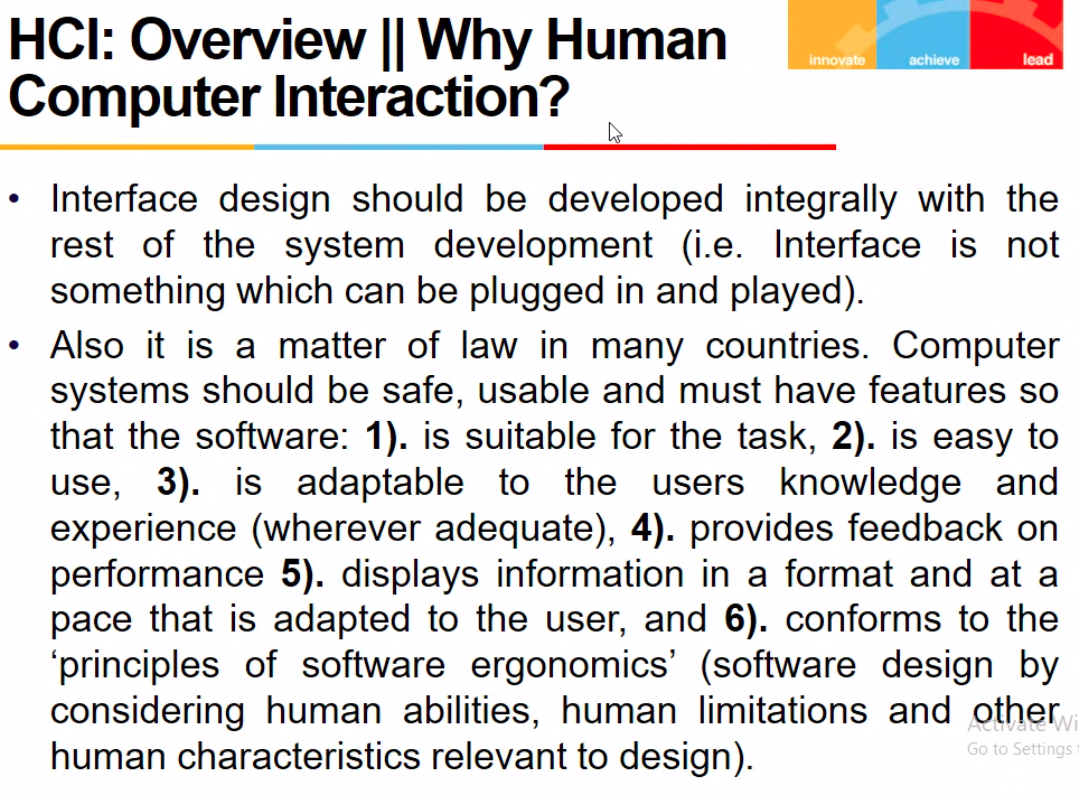 HCI: Overview || Why Human
Computer Interaction?
innovate achieve lead
• Interface design should be developed integrally with the
rest of the system development (i.e. Interface is not
something which can be plugged in and played).
• Also it is a matter of law in many countries. Computer
systems should be safe, usable and must have features so
that the software: 1). is suitable for the task, 2). is easy to
use, 3). is adaptable to the users knowledge and
experience (wherever adequate), 4). provides feedback on
performance 5). displays information in a format and at a
pace that is adapted to the user, and 6). conforms to the
‘principles of software ergonomics’ (software design by
considering human abilities, human limitations and other
human characteristics relevant to design).
Activate Wi
Go to Settings